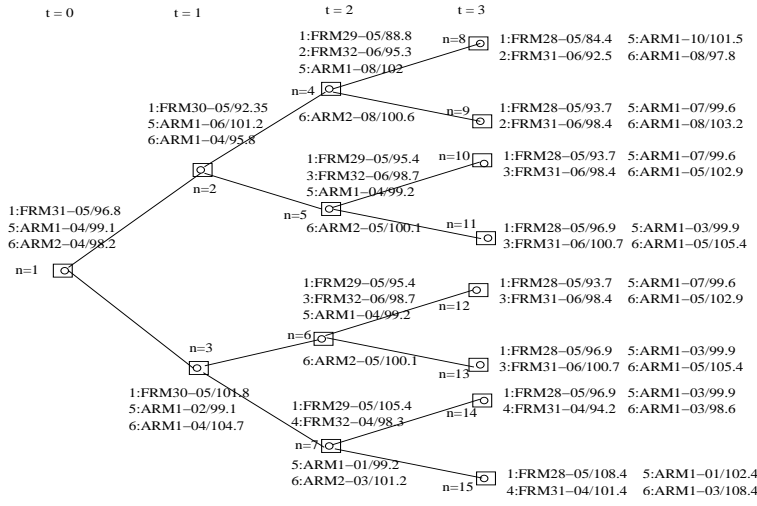 t = 0 t = 1 t = 2 t = 3
1:FRM29−05/88.8
2:FRM32−06/95.3
5:ARM1−08/102
n=4
6:ARM2−08/100.6
n=8
1:FRM28−05/84.4 5:ARM1−10/101.5
2:FRM31−06/92.5 6:ARM1−08/97.8
n=9
1:FRM28−05/93.7 5:ARM1−07/99.6
2:FRM31−06/98.4 6:ARM1−08/103.2
1:FRM30−05/92.35
5:ARM1−06/101.2
6:ARM1−04/95.8
n=2
1:FRM29−05/95.4
3:FRM32−06/98.7
5:ARM1−04/99.2
n=5
6:ARM2−05/100.1
n=10
1:FRM28−05/93.7 5:ARM1−07/99.6
3:FRM31−06/98.4 6:ARM1−05/102.9
n=11
1:FRM28−05/96.9 5:ARM1−03/99.9
3:FRM31−06/100.7 6:ARM1−05/105.4
1:FRM31−05/96.8
5:ARM1−04/99.1
6:ARM2−04/98.2
n=1
1:FRM29−05/95.4
3:FRM32−06/98.7
5:ARM1−04/99.2
n=6
6:ARM2−05/100.1
n=12
1:FRM28−05/93.7 5:ARM1−07/99.6
3:FRM31−06/98.4 6:ARM1−05/102.9
n=13
1:FRM28−05/96.9 5:ARM1−03/99.9
3:FRM31−06/100.7 6:ARM1−05/105.4
n=3
1:FRM30−05/101.8
5:ARM1−02/99.1
6:ARM1−04/104.7
1:FRM29−05/105.4
4:FRM32−04/98.3
n=7
5:ARM1−01/99.2
6:ARM2−03/101.2
n=14
1:FRM28−05/96.9 5:ARM1−03/99.9
4:FRM31−04/94.2 6:ARM1−03/98.6
n=15
1:FRM28−05/108.4 5:ARM1−01/102.4
4:FRM31−04/101.4 6:ARM1−03/108.4